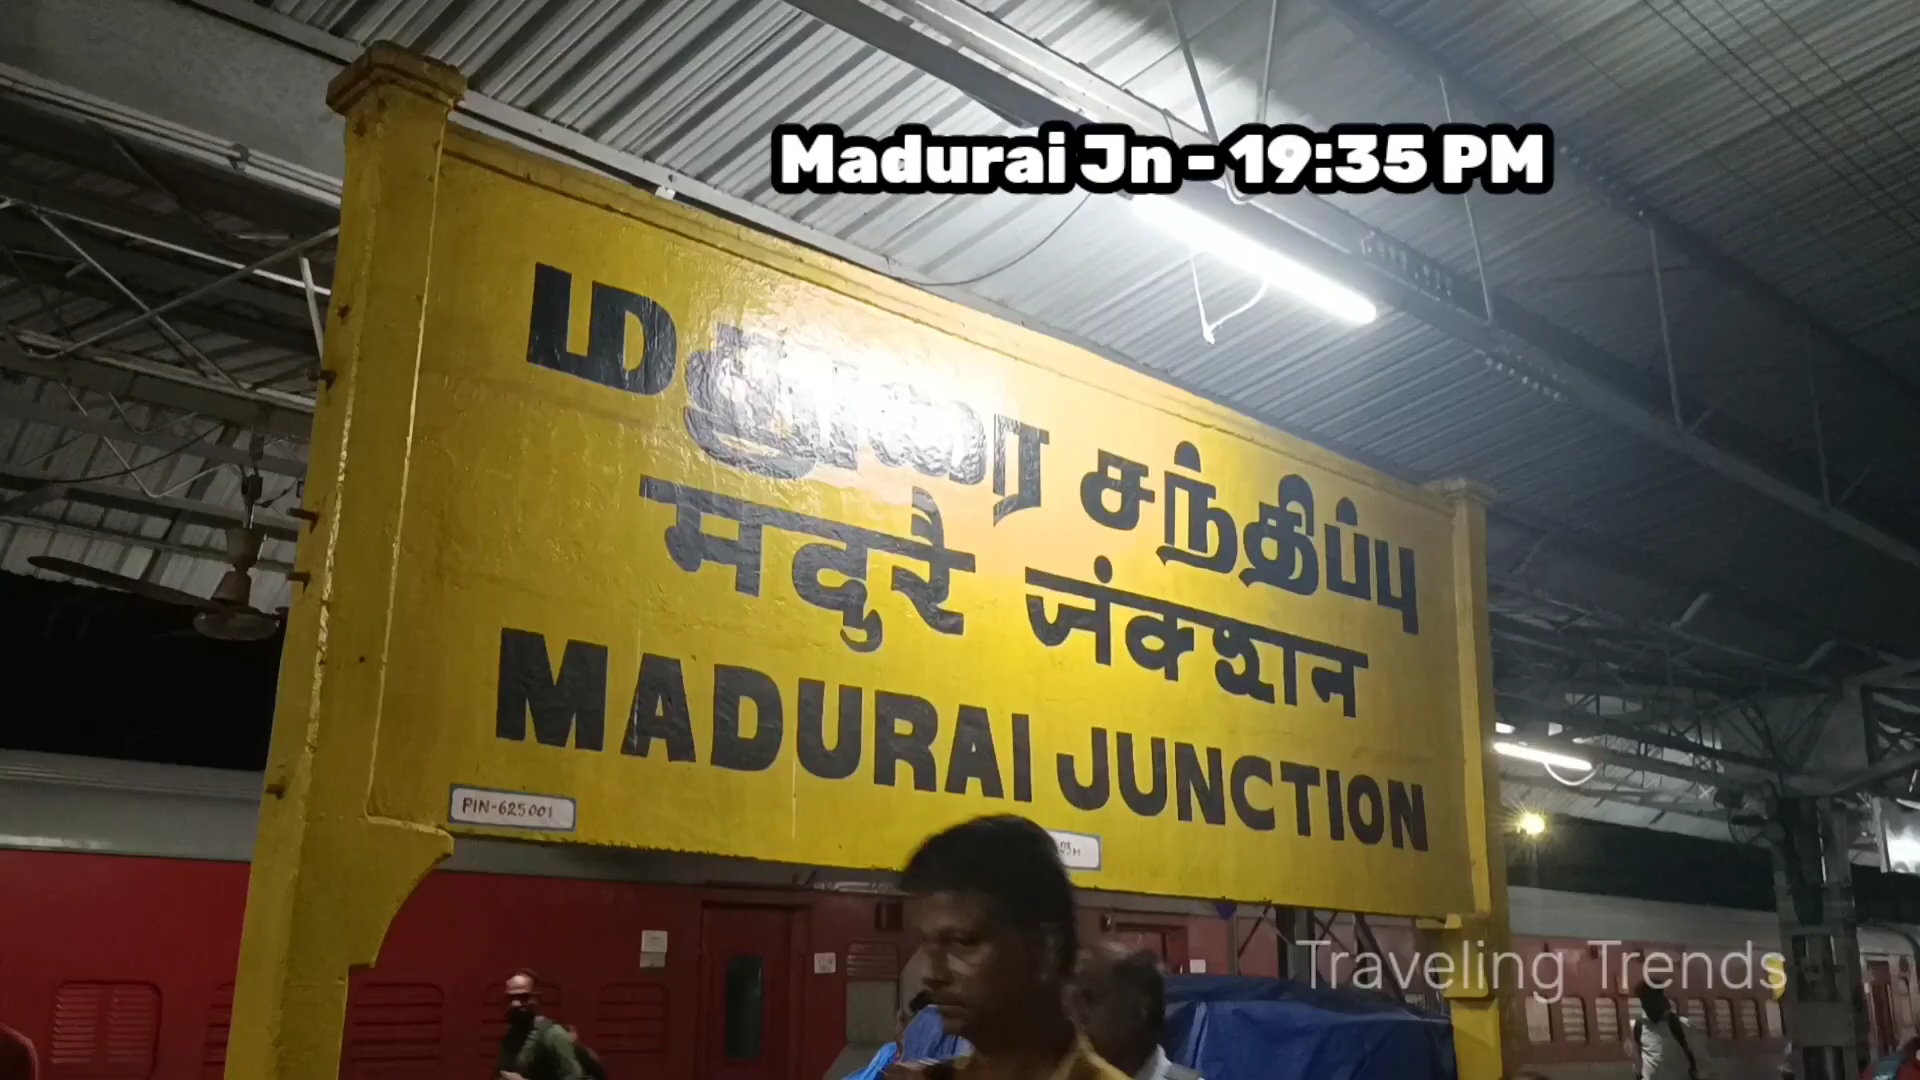 Madurai Jn - 19:35 PM
மதுரை சந்திப்பு
मदुरै जंक्शन
MADURAI JUNCTION
PIN-625001
Traveling Trends